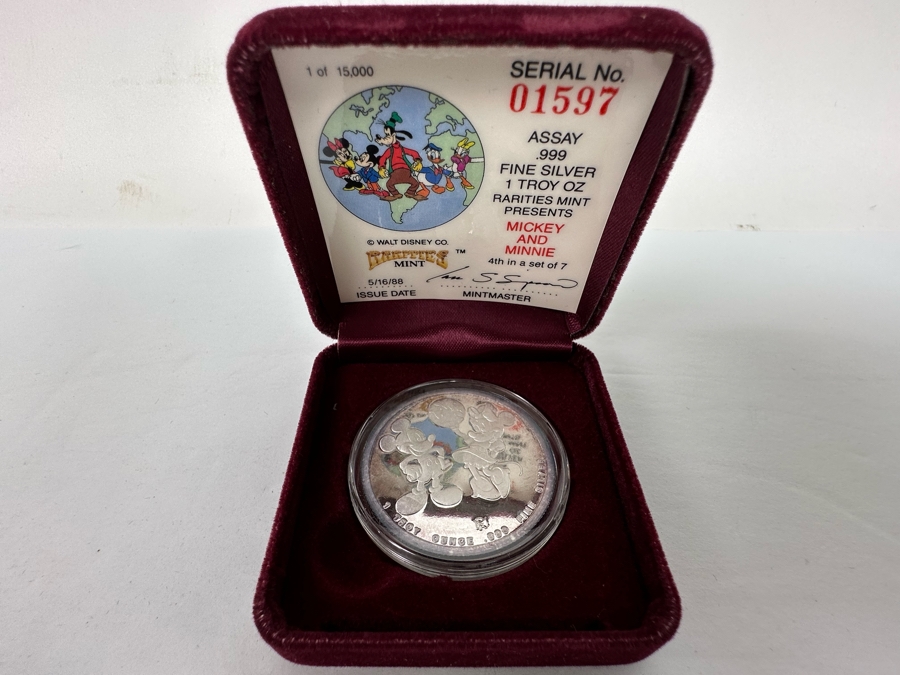 1 of 15,000
SERIAL No.
01597
ASSAY
.999
FINE SILVER
1 TROY OZ
RARITIES MINT
PRESENTS
MICKEY
AND
MINNIE
4th in a set of 7
© WALT DISNEY CO.
RARITIES ™
MINT
5/16/88
ISSUE DATE
MINTMASTER
1 TROY OUNCE .999 FINE SILVER